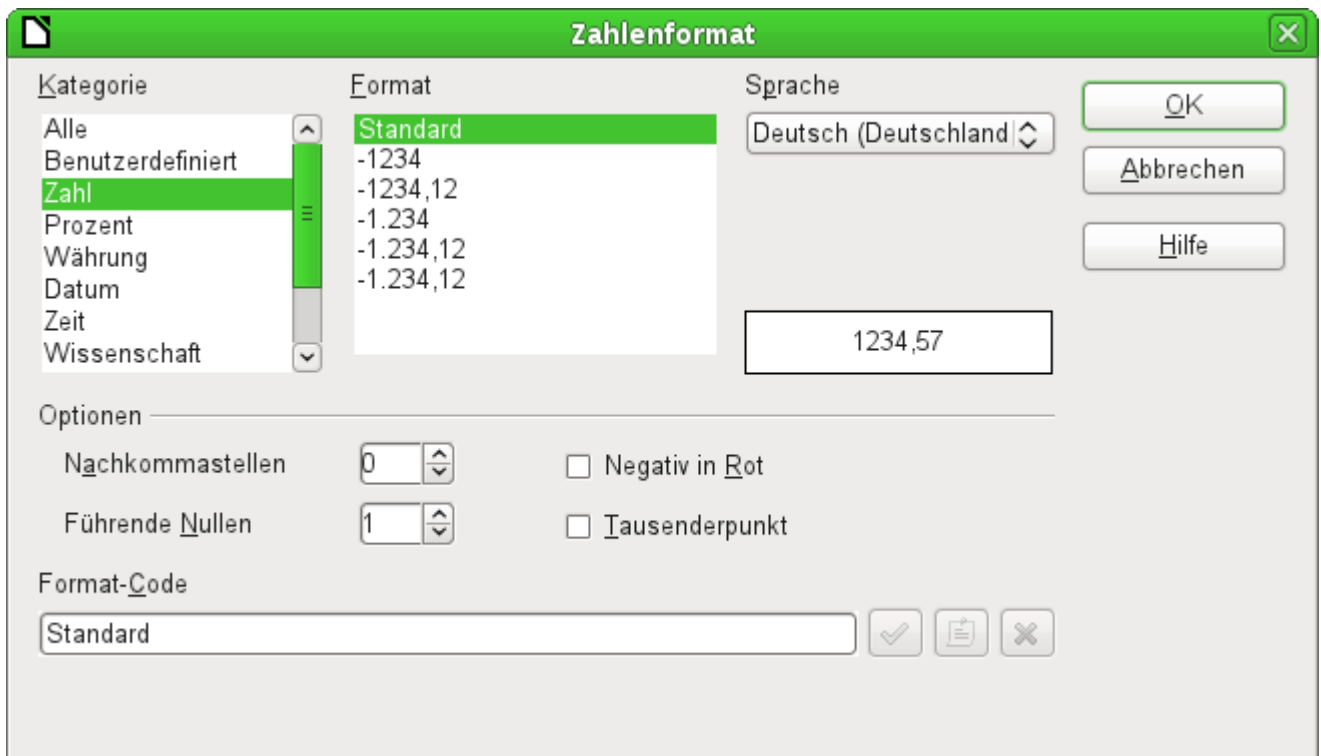 Zahlenformat
Kategorie
Alle
Benutzerdefiniert
Zahl
Prozent
Währung
Datum
Zeit
Wissenschaft
Format
Standard
-1234
-1234,12
-1.234
-1.234,12
-1.234,12
Sprache
Deutsch (Deutschland
1234,57
OK
Abbrechen
Hilfe
Optionen
Nachkommastellen 0
Führende Nullen 1
Negativ in Rot
Tausenderpunkt
Format-Code
Standard